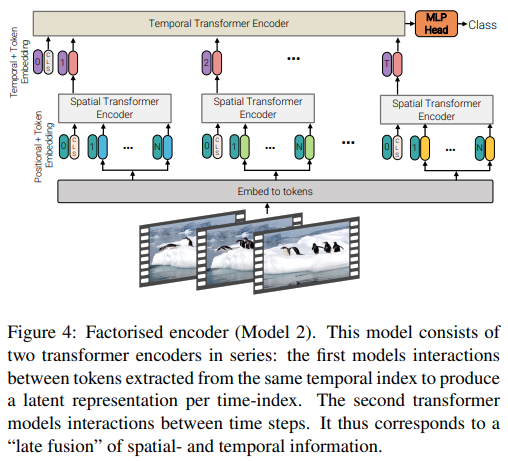 Temporal Transformer Encoder
MLP
Head
Class
Temporal + Token
Embedding
0
CLS
1
2
...
T
Spatial Transformer
Encoder
Spatial Transformer
Encoder
Spatial Transformer
Encoder
Positional + Token
Embedding
0
CLS
1
...
N
0
CLS
1
...
N
...
0
CLS
1
...
N
Embed to tokens
Figure 4: Factorised encoder (Model 2). This model consists of
two transformer encoders in series: the first models interactions
between tokens extracted from the same temporal index to produce
a latent representation per time-index. The second transformer
models interactions between time steps. It thus corresponds to a
“late fusion” of spatial- and temporal information.